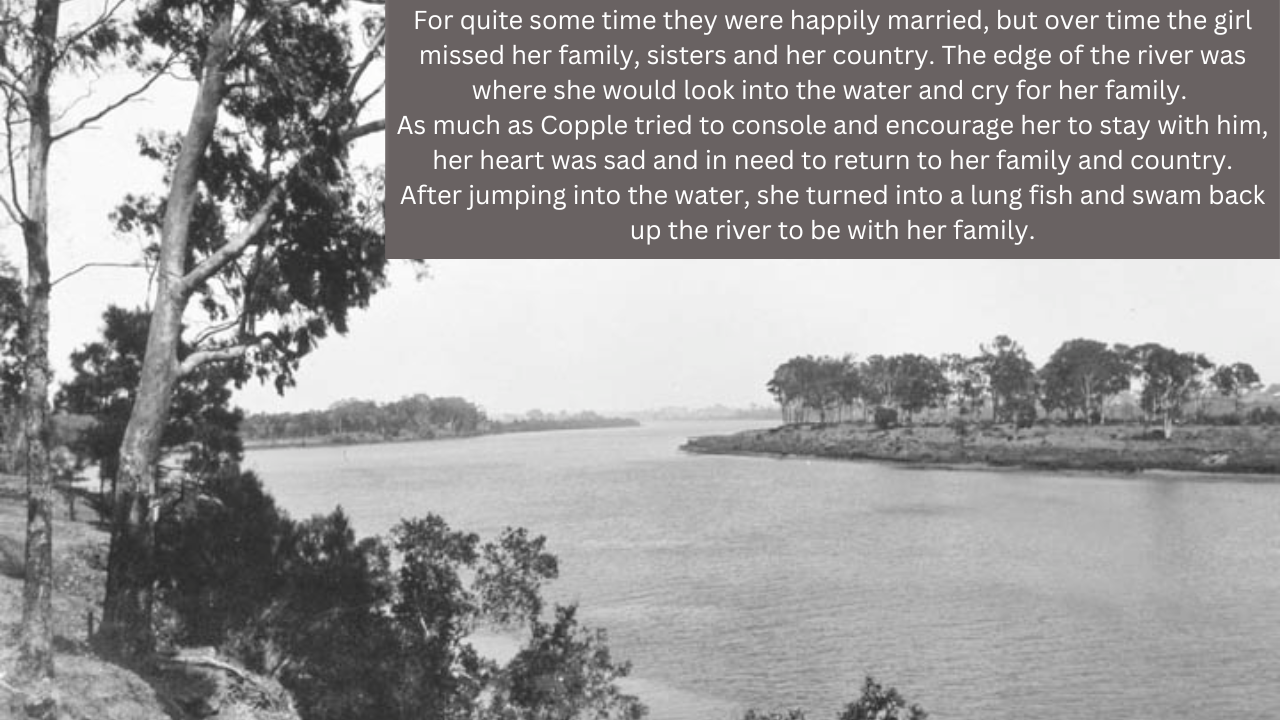 For quite some time they were happily married, but over time the girl
missed her family, sisters and her country. The edge of the river was
where she would look into the water and cry for her family.
As much as Copple tried to console and encourage her to stay with him,
her heart was sad and in need to return to her family and country.
After jumping into the water, she turned into a lung fish and swam back
up the river to be with her family.